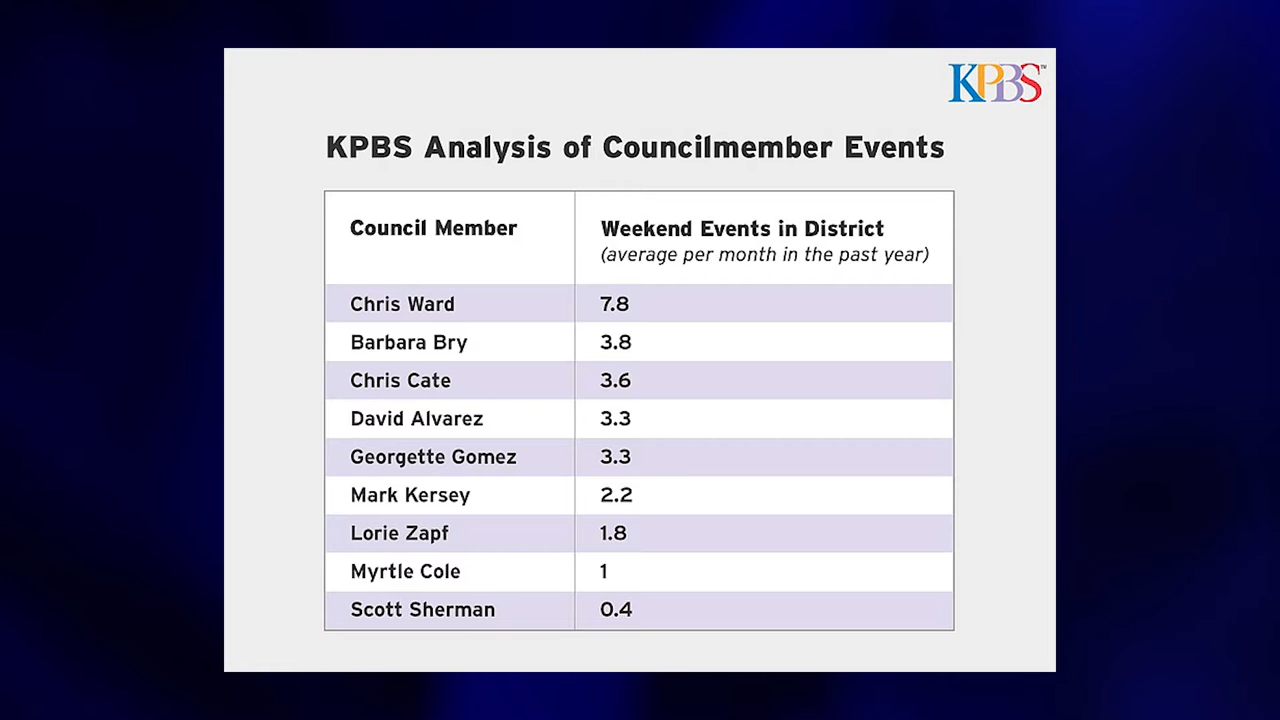 KPBS™
KPBS Analysis of Councilmember Events
Council Member
Weekend Events in District
(average per month in the past year)
Chris Ward 7.8
Barbara Bry 3.8
Chris Cate 3.6
David Alvarez 3.3
Georgette Gomez 3.3
Mark Kersey 2.2
Lorie Zapf 1.8
Myrtle Cole 1
Scott Sherman 0.4